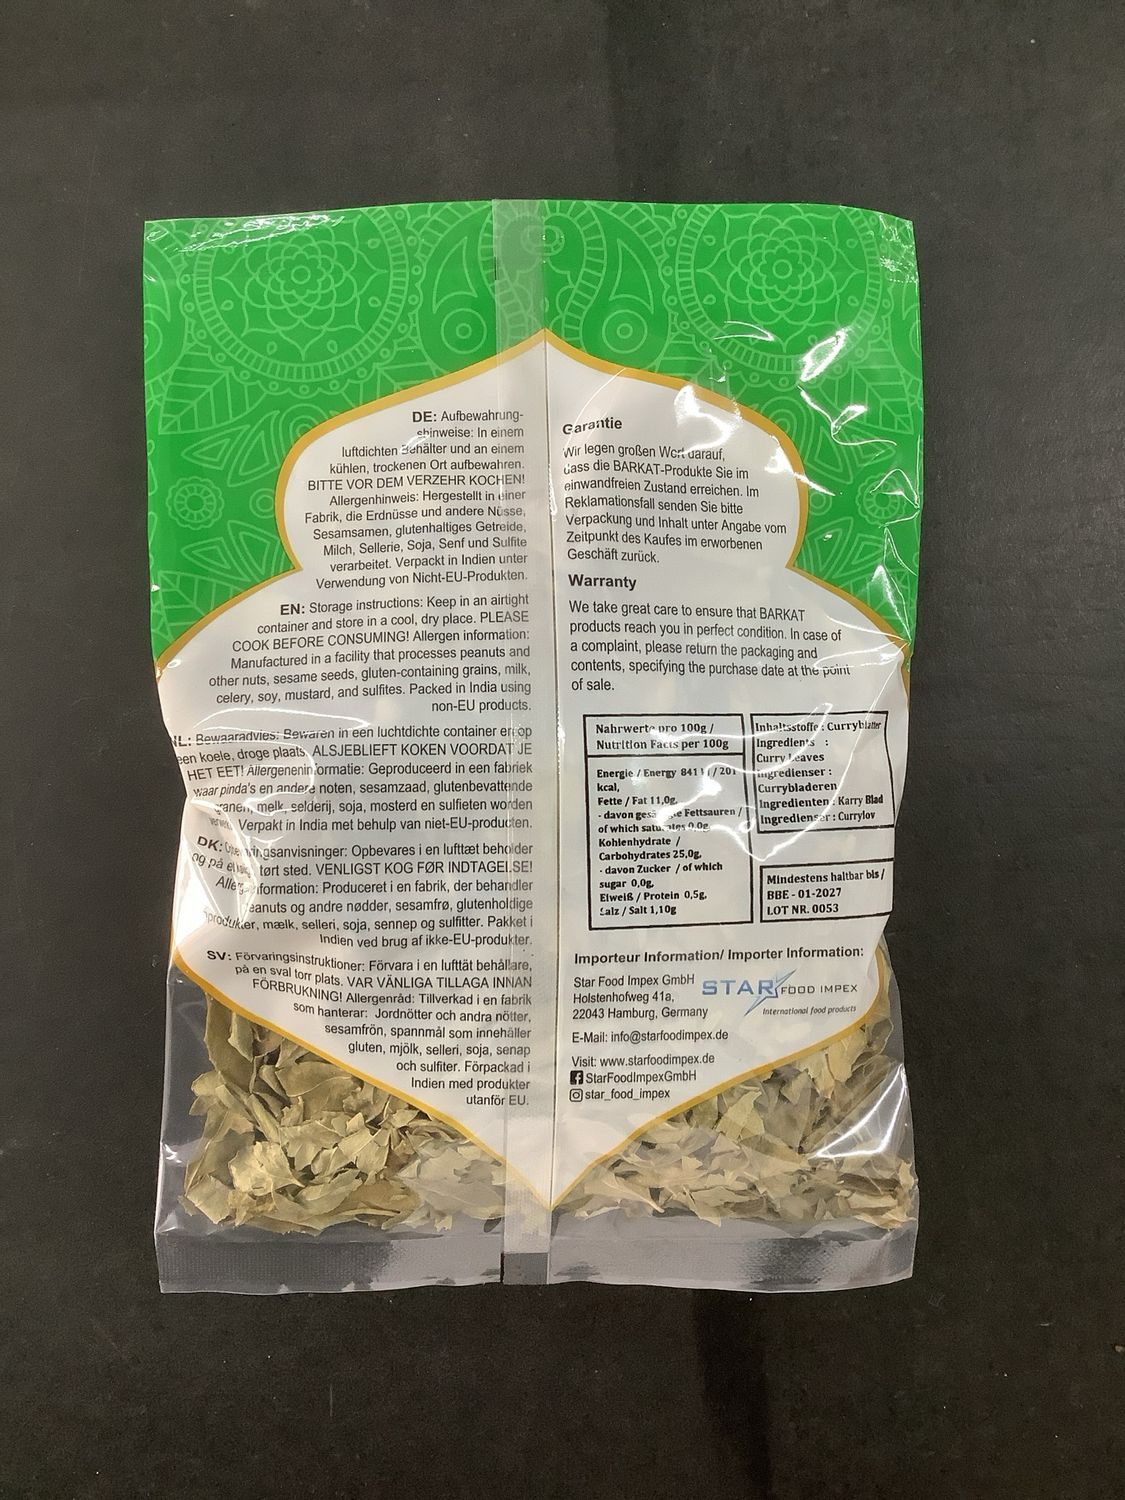 DE: Aufbewahrung-
shinweise: In einem
luftdichten Behälter und an einem
kühlen, trockenen Ort aufbewahren.
BITTE VOR DEM VERZEHR KOCHEN!
Allergenhinweis: Hergestellt in einer
Fabrik, die Erdnüsse und andere Nüsse,
Sesamsamen, glutenhaltiges Getreide,
Milch, Sellerie, Soja, Senf und Sulfite
verarbeitet. Verpackt in Indien unter
Verwendung von Nicht-EU-Produkten.
EN: Storage instructions: Keep in an airtight
container and store in a cool, dry place. PLEASE
COOK BEFORE CONSUMING! Allergen information:
Manufactured in a facility that processes peanuts and
other nuts, sesame seeds, gluten-containing grains, milk,
celery, soy, mustard, and sulfites. Packed in India using
non-EU products.
NL: Bewaaradvies: Bewaren in een luchtdichte container en op
een koele, droge plaats. ALSJEBLIEFT KOKEN VOORDAT JE
HET EET! Allergeneninformatie: Geproduceerd in een fabriek
waar pinda's en andere noten, sesamzaad, glutenbevattende
granen, melk, selderij, soja, mosterd en sulfieten worden
Verpakt in India met behulp van niet-EU-producten.
DK: Opbevares i en lufttæt beholder
og på et tørt sted. VENLIGST KOG FØR INDTAGELSE!
Produceret i en fabrik, der behandler
peanuts og andre nødder, sesamfrø, glutenholdige
produkter, mælk, selleri, soja, sennep og sulfitter. Pakket i
Indien ved brug af ikke-EU-produkter.
SV: Förvaringsinstruktioner: Förvara i en lufttät behållare,
på en sval torr plats. VAR VÄNLIGA TILLAGA INNAN
FÖRBRUKNING! Allergenråd: Tillverkad i en fabrik
som hanterar: Jordnötter och andra nötter,
sesamfrön, spannmål som innehåller
gluten, mjölk, selleri, soja, senap
och sulfiter. Förpackad i
Indien med produkter
utanför EU.
Garantie
Wir legen großen Wert darauf,
dass die BARKAT-Produkte Sie im
einwandfreien Zustand erreichen. Im
Reklamationsfall senden Sie bitte
Verpackung und Inhalt unter Angabe vom
Zeitpunkt des Kaufes im erworbenen
Geschäft zurück.
Warranty
We take great care to ensure that BARKAT
products reach you in perfect condition. In case of
a complaint, please return the packaging and
contents, specifying the purchase date at the point
of sale.
Nahrwerte pro 100g /
Nutrition Facts per 100g
Energie / Energy 841 kj / 201
kcal,
Fette / Fat 11,0g,
- davon gesättigte Fettsauren /
of which saturates 0,0g,
Kohlenhydrate /
Carbohydrates 25,0g,
- davon Zucker / of which
sugar 0,0g,
Eiweiß / Protein 0,5g,
Salz / Salt 1,10g
Inhaltsstoffe : Curryblatter
Ingredients :
Curry Leaves
Ingredienser :
Currybladeren
Ingredienten : Karry Blad
Ingredienser : Currylov
Mindestens haltbar bis /
BBE - 01-2027
LOT NR. 0053
Importeur Information/ Importer Information:
Star Food Impex GmbH
Holstenhofweg 41a,
22043 Hamburg, Germany
STAR FOOD IMPEX
International food products
E-Mail: info@starfoodimpex.de
Visit: www.starfoodimpex.de
StarFoodImpexGmbH
star_food_impex